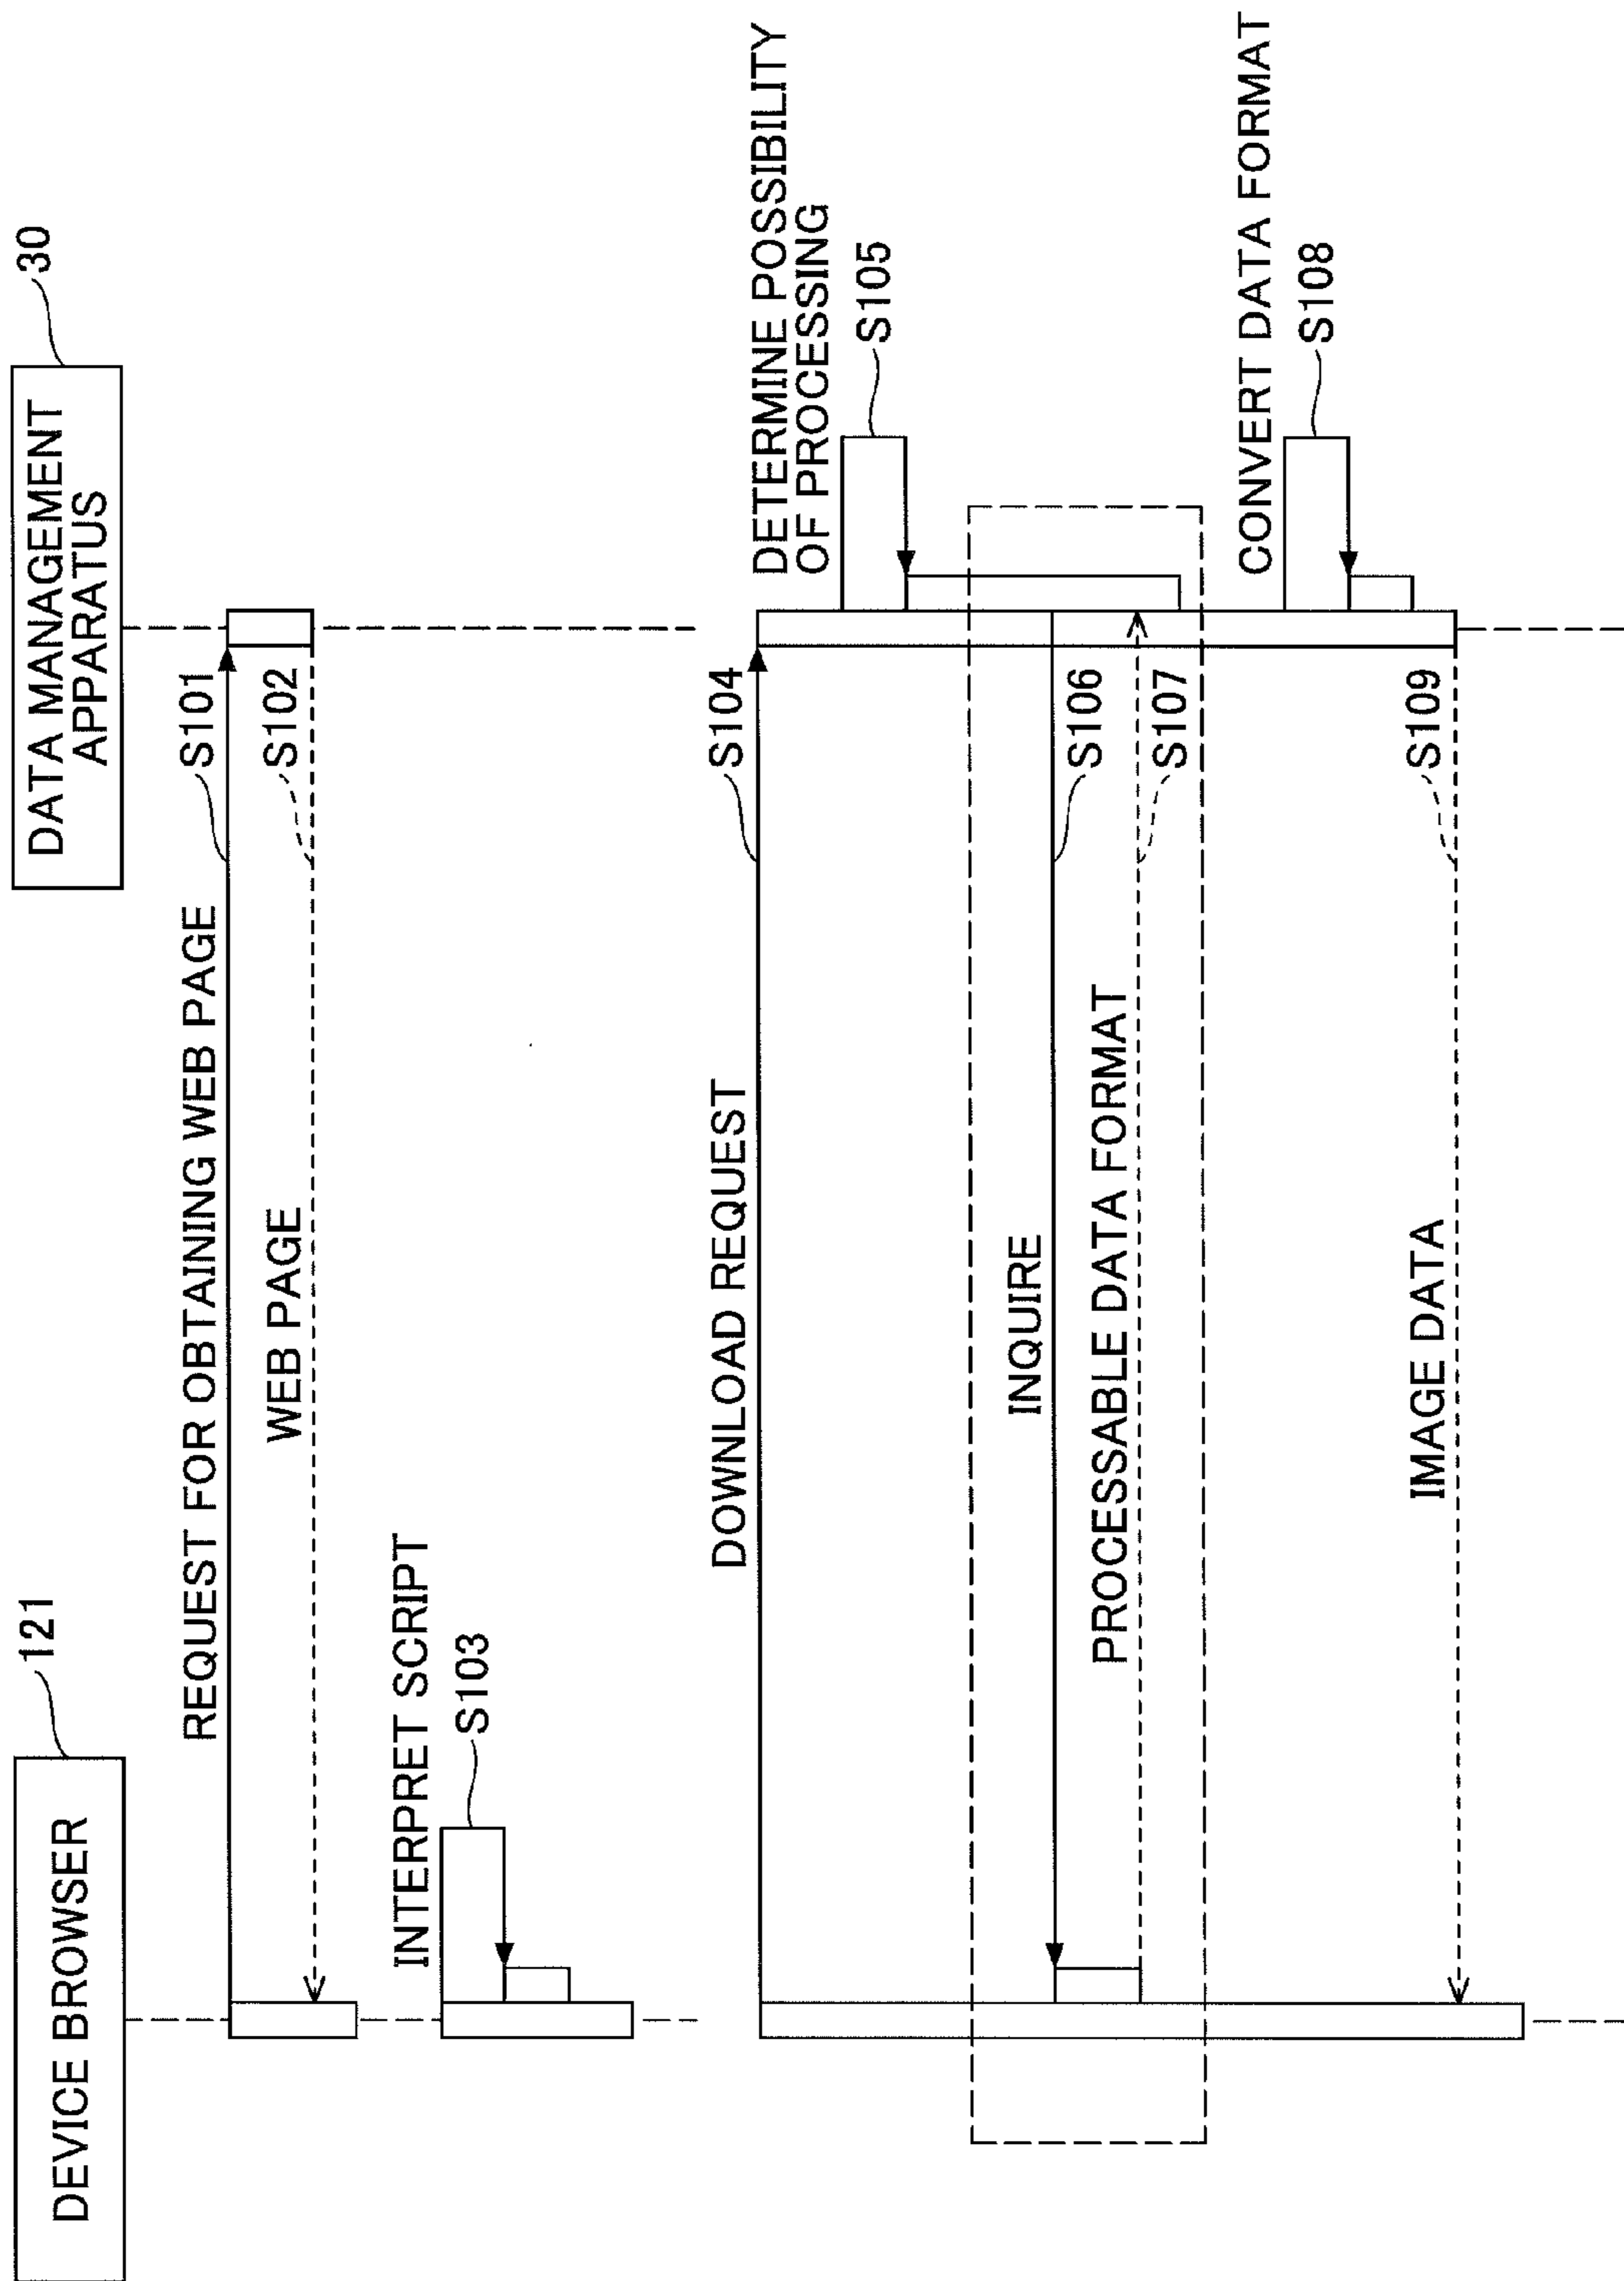 DEVICE BROWSER
121
DATA MANAGEMENT
APPARATUS
30
REQUEST FOR OBTAINING WEB PAGE
S101
WEB PAGE
S102
INTERPRET SCRIPT
S103
DOWNLOAD REQUEST
S104
DETERMINE POSSIBILITY
OF PROCESSING
S105
INQUIRE
S106
PROCESSABLE DATA FORMAT
S107
CONVERT DATA FORMAT
S108
IMAGE DATA
S109